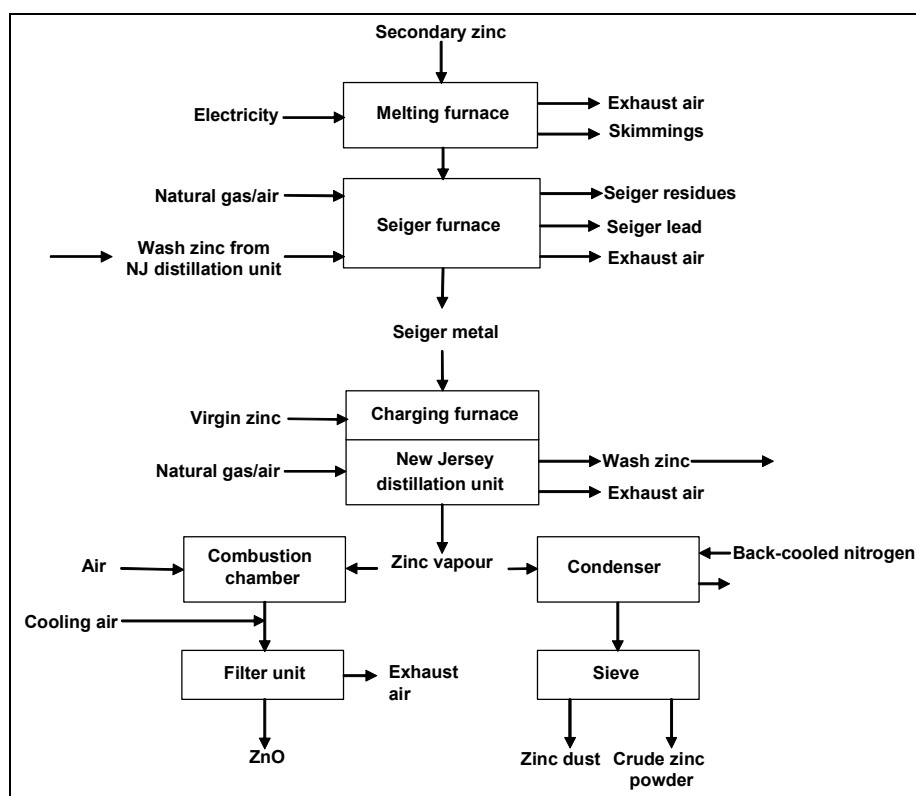 Secondary zinc
Electricity
Melting furnace
Exhaust air
Skimmings
Natural gas/air
Seiger furnace
Seiger residues
Seiger lead
Wash zinc from
NJ distillation unit
Exhaust air
Seiger metal
Virgin zinc
Charging furnace
Natural gas/air
New Jersey
distillation unit
Wash zinc
Exhaust air
Air
Combustion
chamber
Zinc vapour
Condenser
Back-cooled nitrogen
Cooling air
Filter unit
Exhaust
air
Sieve
ZnO
Zinc dust
Crude zinc
powder